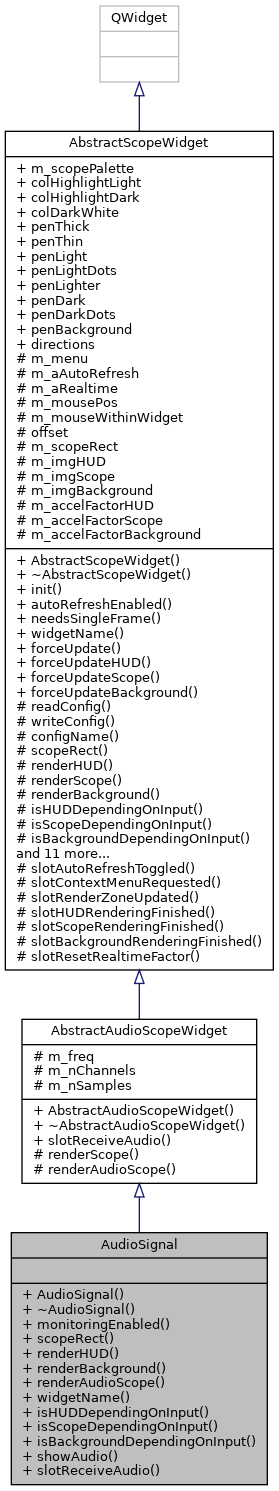 QWidget
AbstractScopeWidget
+ m_scopePalette
+ colHighlightLight
+ colHighlightDark
+ colDarkWhite
+ penThick
+ penThin
+ penLight
+ penLightDots
+ penLighter
+ penDark
+ penDarkDots
+ penBackground
+ directions
# m_menu
# m_aAutoRefresh
# m_aRealtime
# m_mousePos
# m_mouseWithinWidget
# offset
# m_scopeRect
# m_imgHUD
# m_imgScope
# m_imgBackground
# m_accelFactorHUD
# m_accelFactorScope
# m_accelFactorBackground
+ AbstractScopeWidget()
+ ~AbstractScopeWidget()
+ init()
+ autoRefreshEnabled()
+ needsSingleFrame()
+ widgetName()
+ forceUpdate()
+ forceUpdateHUD()
+ forceUpdateScope()
+ forceUpdateBackground()
# readConfig()
# writeConfig()
# configName()
# scopeRect()
# renderHUD()
# renderScope()
# renderBackground()
# isHUDDependingOnInput()
# isScopeDependingOnInput()
# isBackgroundDependingOnInput()
and 11 more...
# slotAutoRefreshToggled()
# slotContextMenuRequested()
# slotRenderZoneUpdated()
# slotHUDRenderingFinished()
# slotScopeRenderingFinished()
# slotBackgroundRenderingFinished()
# slotResetRealtimeFactor()
AbstractAudioScopeWidget
# m_freq
# m_nChannels
# m_nSamples
+ AbstractAudioScopeWidget()
+ ~AbstractAudioScopeWidget()
+ slotReceiveAudio()
# renderScope()
# renderAudioScope()
AudioSignal
+ AudioSignal()
+ ~AudioSignal()
+ monitoringEnabled()
+ scopeRect()
+ renderHUD()
+ renderBackground()
+ renderAudioScope()
+ widgetName()
+ isHUDDependingOnInput()
+ isScopeDependingOnInput()
+ isBackgroundDependingOnInput()
+ showAudio()
+ slotReceiveAudio()